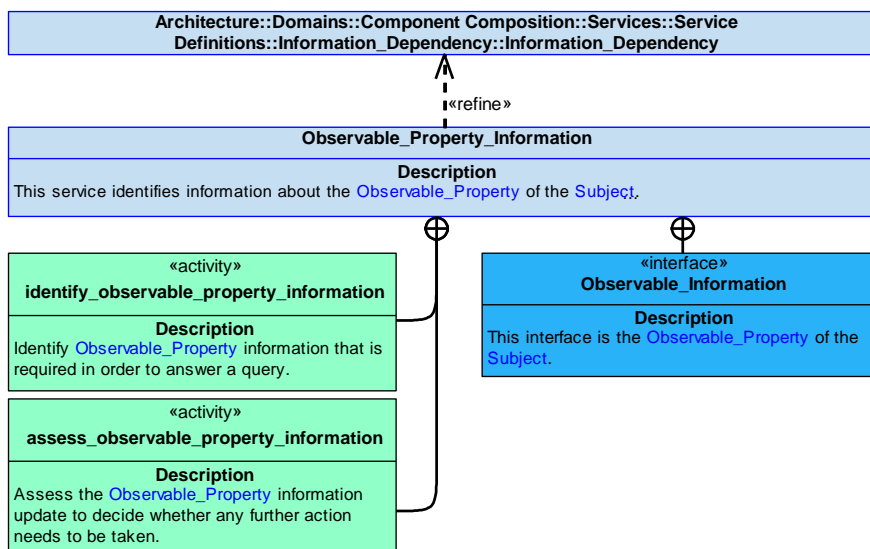 Architecture::Domains::Component Composition::Services::Service
Definitions::Information_Dependency::Information_Dependency
«refine»
Observable_Property_Information
Description
This service identifies information about the Observable_Property of the Subject.
«activity»
identify_observable_property_information
Description
Identify Observable_Property information that is
required in order to answer a query.
«interface»
Observable_Information
Description
This interface is the Observable_Property of the
Subject.
«activity»
assess_observable_property_information
Description
Assess the Observable_Property information
update to decide whether any further action
needs to be taken.